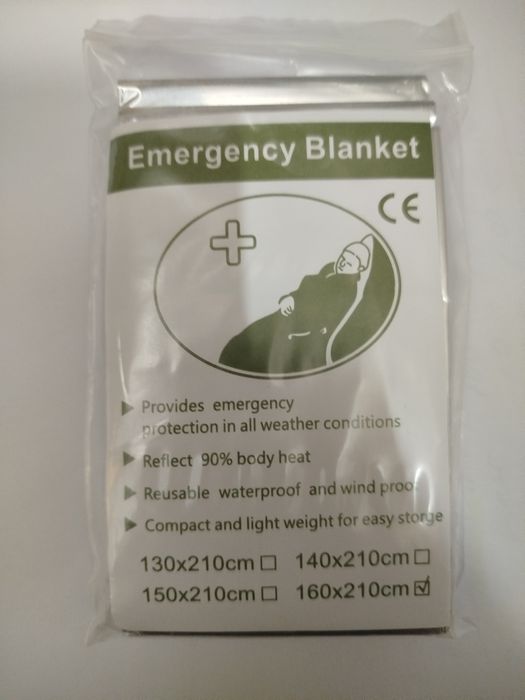 Emergency Blanket
CE
Provides emergency
protection in all weather conditions
Reflect 90% body heat
Reusable waterproof and wind proof
Compact and light weight for easy storge
130x210cm 140x210cm
150x210cm 160x210cm